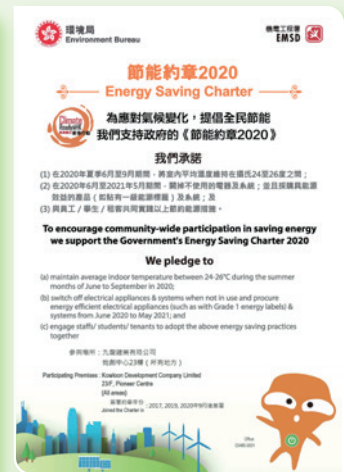 環境局
Environment Bureau
機電工程署
EMSD
節能約章2020
Energy Saving Charter
為應對氣候變化，提倡全民節能
我們支持政府的《節能約章2020》
我們承諾
(1) 在2020年夏季6月至9月期間，將室內平均溫度維持在攝氏24至26度之間；
(2) 在2020年6月至2021年5月期間，關掉不使用的電器及系統；並且採購具能源
效益的產品（如貼有一級能源標籤）及系統；及
(3) 與員工 / 學生 / 租客共同實踐以上節約能源措施。
To encourage community-wide participation in saving energy
we support the Government's Energy Saving Charter 2020
We pledge to
(a) maintain average indoor temperature between 24-26°C during the summer
months of June to September in 2020;
(b) switch off electrical appliances & systems when not in use and procure
energy efficient electrical appliances (such as with Grade 1 energy labels) &
systems from June 2020 to May 2021; and
(c) engage staffs/ students/ tenants to adopt the above energy saving practices
together
參與場所：九龍建業有限公司
始創中心23樓（所有地方）
Participating Premises : Kowloon Development Company Limited
23/F, Pioneer Centre
(All areas)
Joined the Charter in : 2017, 2019, 2020年9月
Office